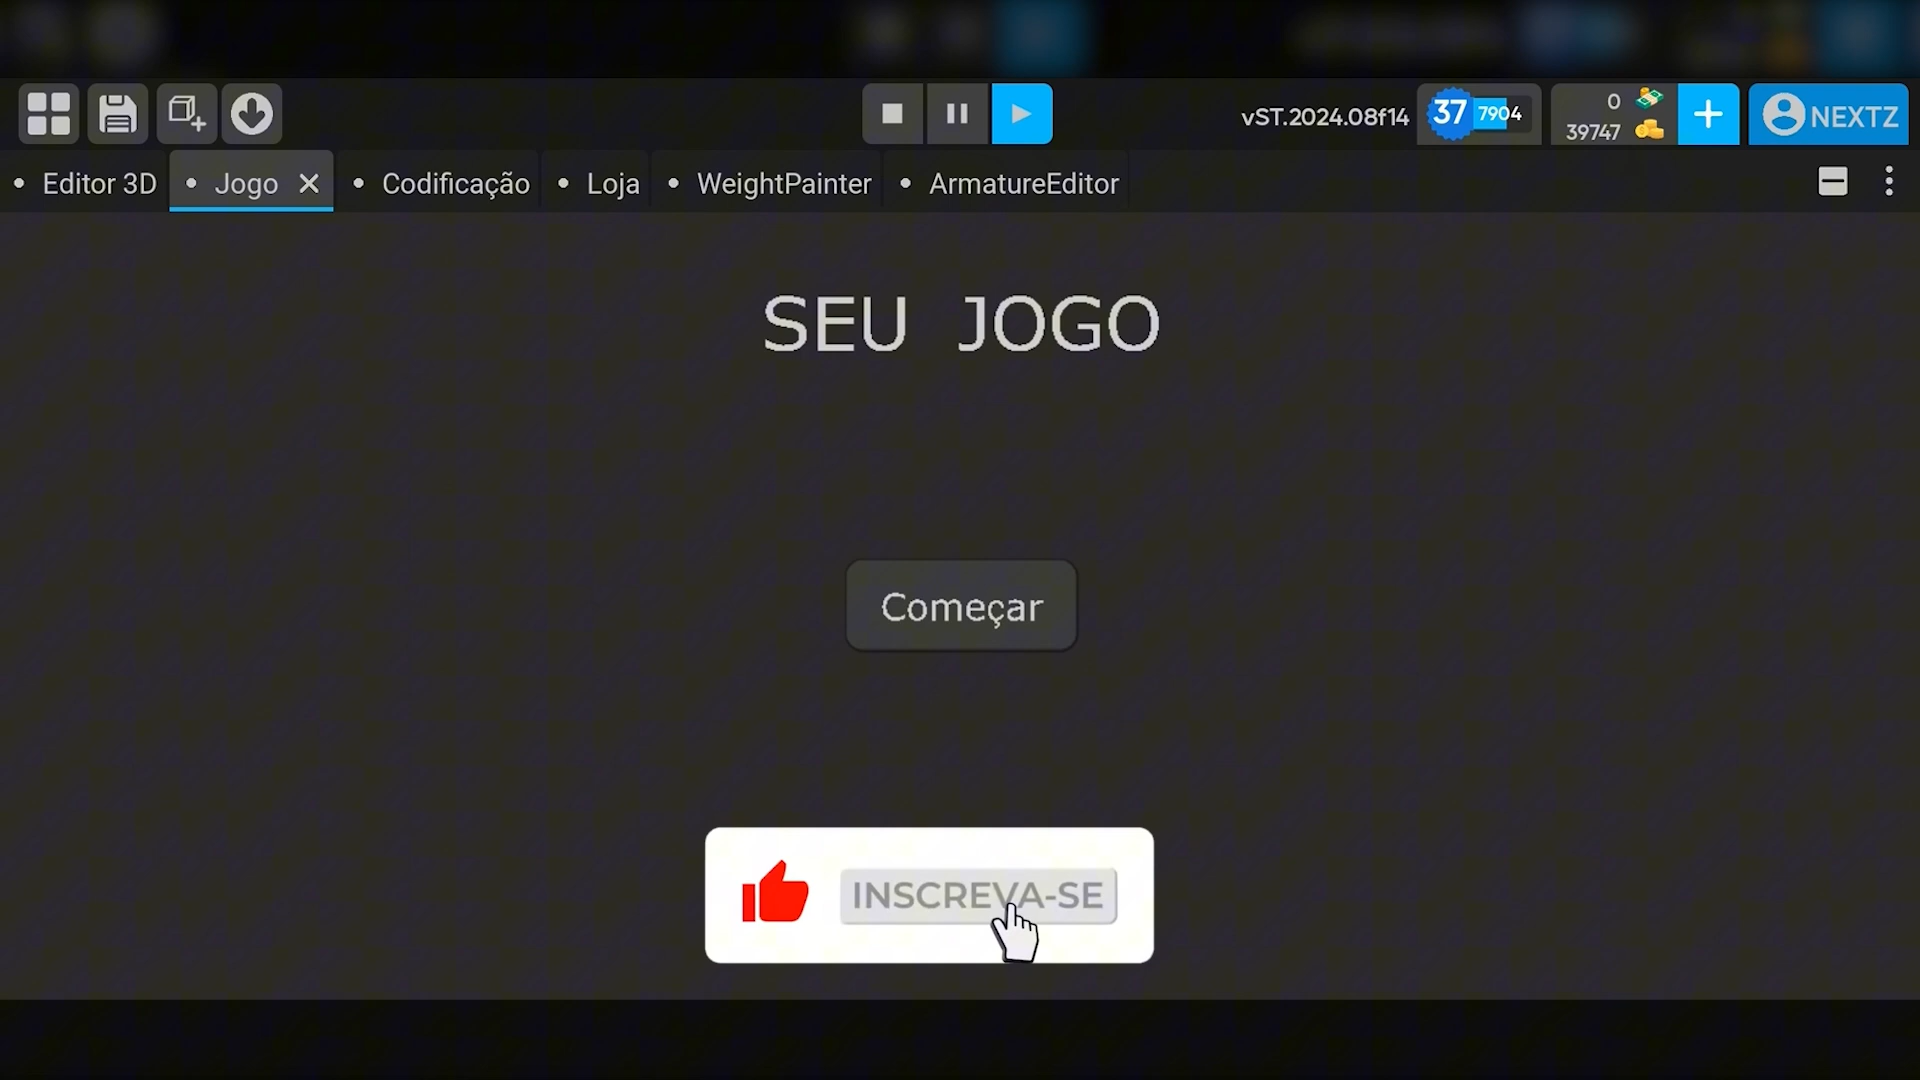 vST.2024.08f14
37
7904
0
39747
NEXTZ
Editor 3D
Jogo
Codificação
Loja
WeightPainter
ArmatureEditor
SEU JOGO
Começar
INSCREVA-SE